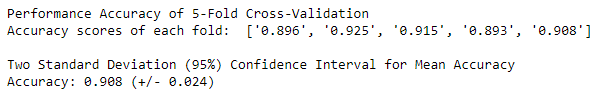 Performance Accuracy of 5-Fold Cross-Validation
Accuracy scores of each fold:  ['0.896', '0.925', '0.915', '0.893', '0.908']
Two Standard Deviation (95%) Confidence Interval for Mean Accuracy
Accuracy: 0.908 (+/- 0.024)